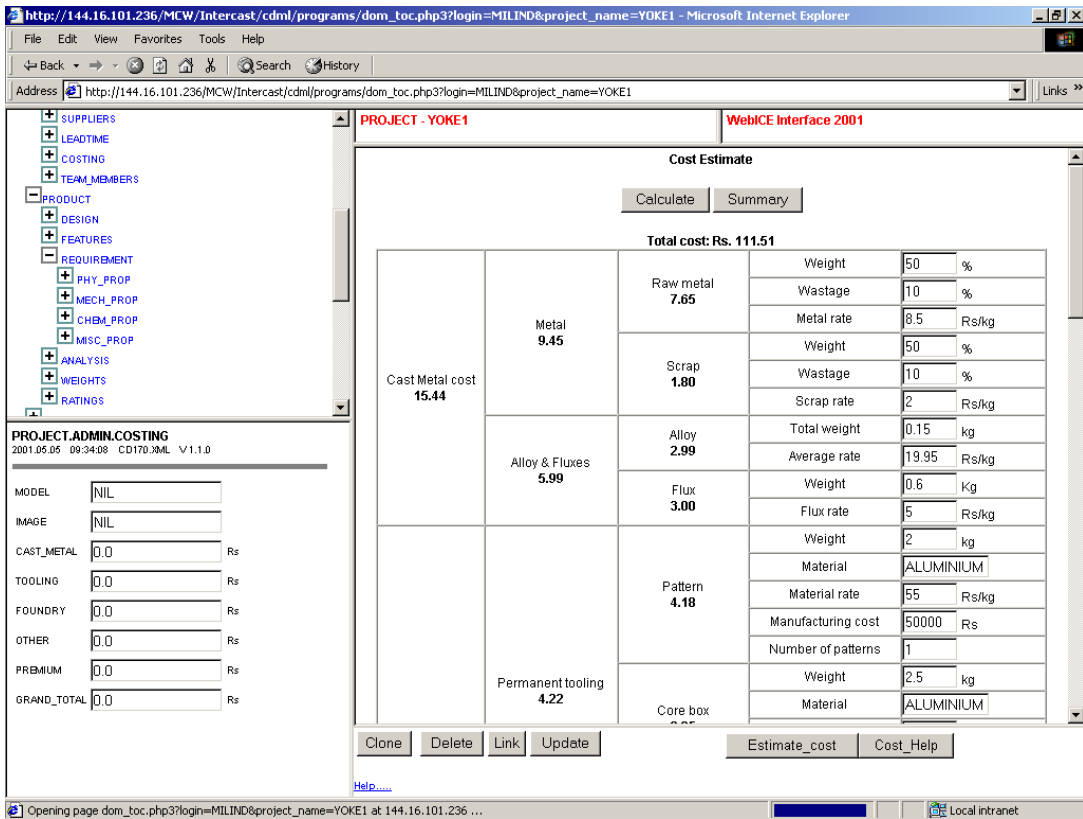 http://144.16.101.236/MCW/Intercast/cdml/programs/dom_toc.php3?login=MILIND&project_name=YOKE1 - Microsoft Internet Explorer
File Edit View Favorites Tools Help
Back Search History
Address http://144.16.101.236/MCW/Intercast/cdml/programs/dom_toc.php3?login=MILIND&project_name=YOKE1 Links »
SUPPLIERS
LEADTIME
COSTING
TEAM_MEMBERS
PRODUCT
DESIGN
FEATURES
REQUIREMENT
PHY_PROP
MECH_PROP
CHEM_PROP
MISC_PROP
ANALYSIS
WEIGHTS
RATINGS
PROJECT.ADMIN.COSTING
2001.05.05 09:34:08 CD170.XML V1.1.0
MODEL NIL
IMAGE NIL
CAST_METAL 0.0 Rs
TOOLING 0.0 Rs
FOUNDRY 0.0 Rs
OTHER 0.0 Rs
PREMIUM 0.0 Rs
GRAND_TOTAL 0.0 Rs
PROJECT - YOKE1 WebICE Interface 2001
Cost Estimate
Calculate Summary
Total cost: Rs. 111.51
Cast Metal cost
15.44
Metal
9.45
Raw metal
7.65
Weight 50 %
Wastage 10 %
Metal rate 8.5 Rs/kg
Scrap
1.80
Weight 50 %
Wastage 10 %
Scrap rate 2 Rs/kg
Alloy & Fluxes
5.99
Alloy
2.99
Total weight 0.15 kg
Average rate 19.95 Rs/kg
Flux
3.00
Weight 0.6 Kg
Flux rate 5 Rs/kg
Permanent tooling
4.22
Pattern
4.18
Weight 2 kg
Material ALUMINIUM
Material rate 55 Rs/kg
Manufacturing cost 50000 Rs
Number of patterns 1
Core box
Weight 2.5 kg
Material ALUMINIUM
Clone Delete Link Update Estimate_cost Cost_Help
Help.....
Opening page dom_toc.php3?login=MILIND&project_name=YOKE1 at 144.16.101.236 ... Local intranet